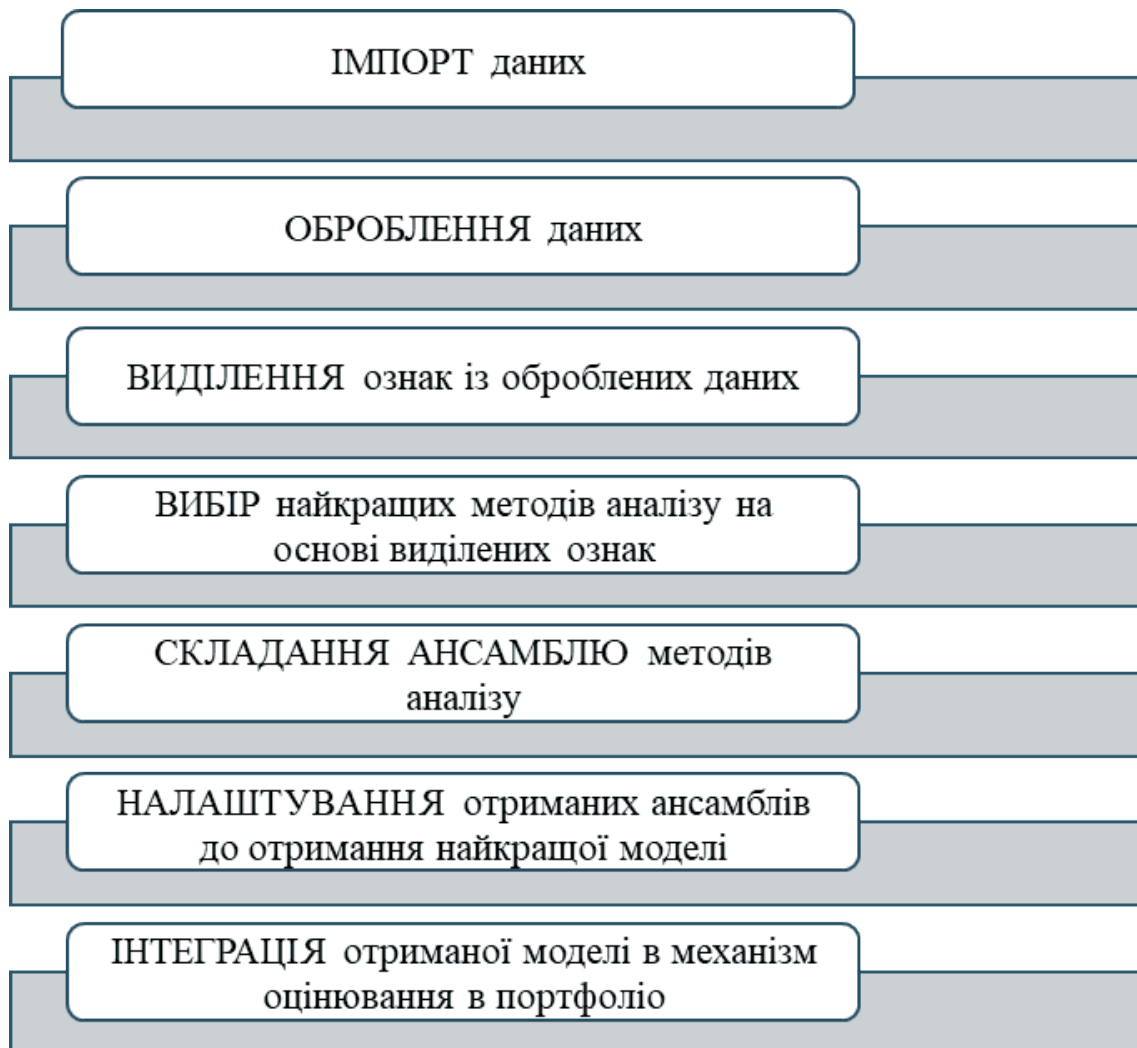 ІМПОРТ даних
ОБРОБЛЕННЯ даних
ВИДІЛЕННЯ ознак із оброблених даних
ВИБІР найкращих методів аналізу на
основі виділених ознак
СКЛАДАННЯ АНСАМБЛЮ методів
аналізу
НАЛАШТУВАННЯ отриманих ансамблів
до отримання найкращої моделі
ІНТЕГРАЦІЯ отриманої моделі в механізм
оцінювання в портфоліо